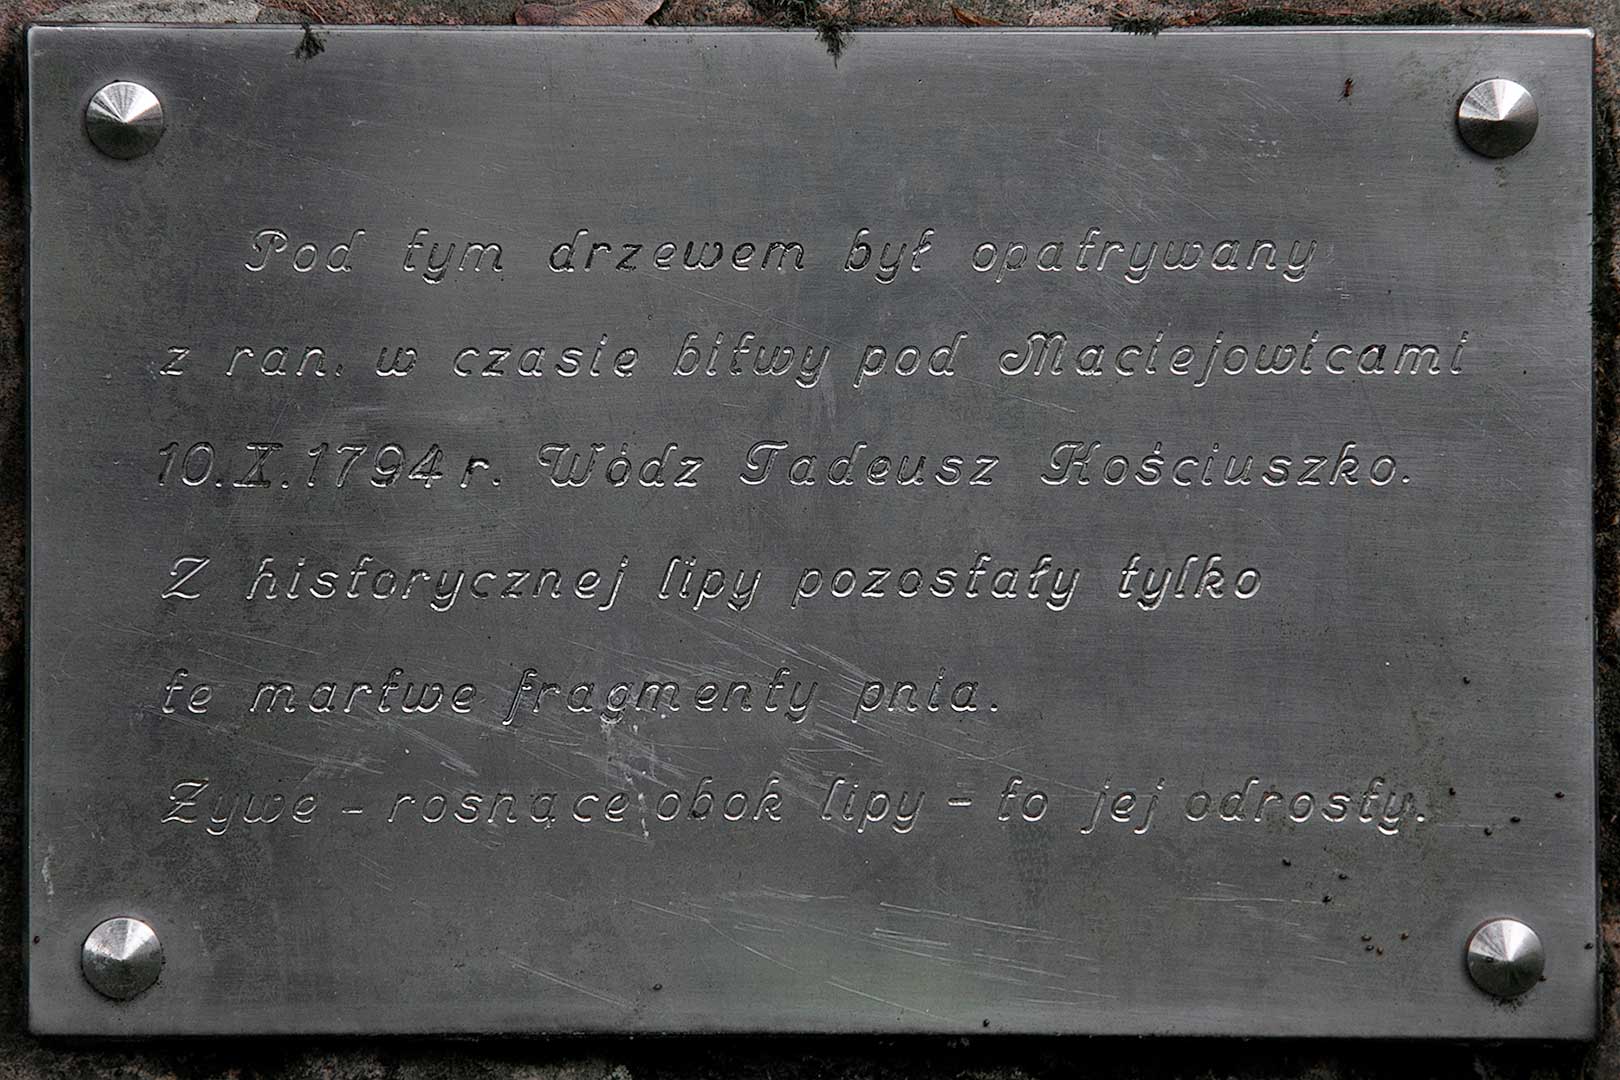 Pod tym drzewem był opatrywany
z ran, w czasie bitwy pod Maciejowicami
10.X.1794r. Wódz Tadeusz Kościuszko.
Z historycznej lipy pozostały tylko
te martwe fragmenty pnia.
Żywe - rosnące obok lipy - to jej odrosty.